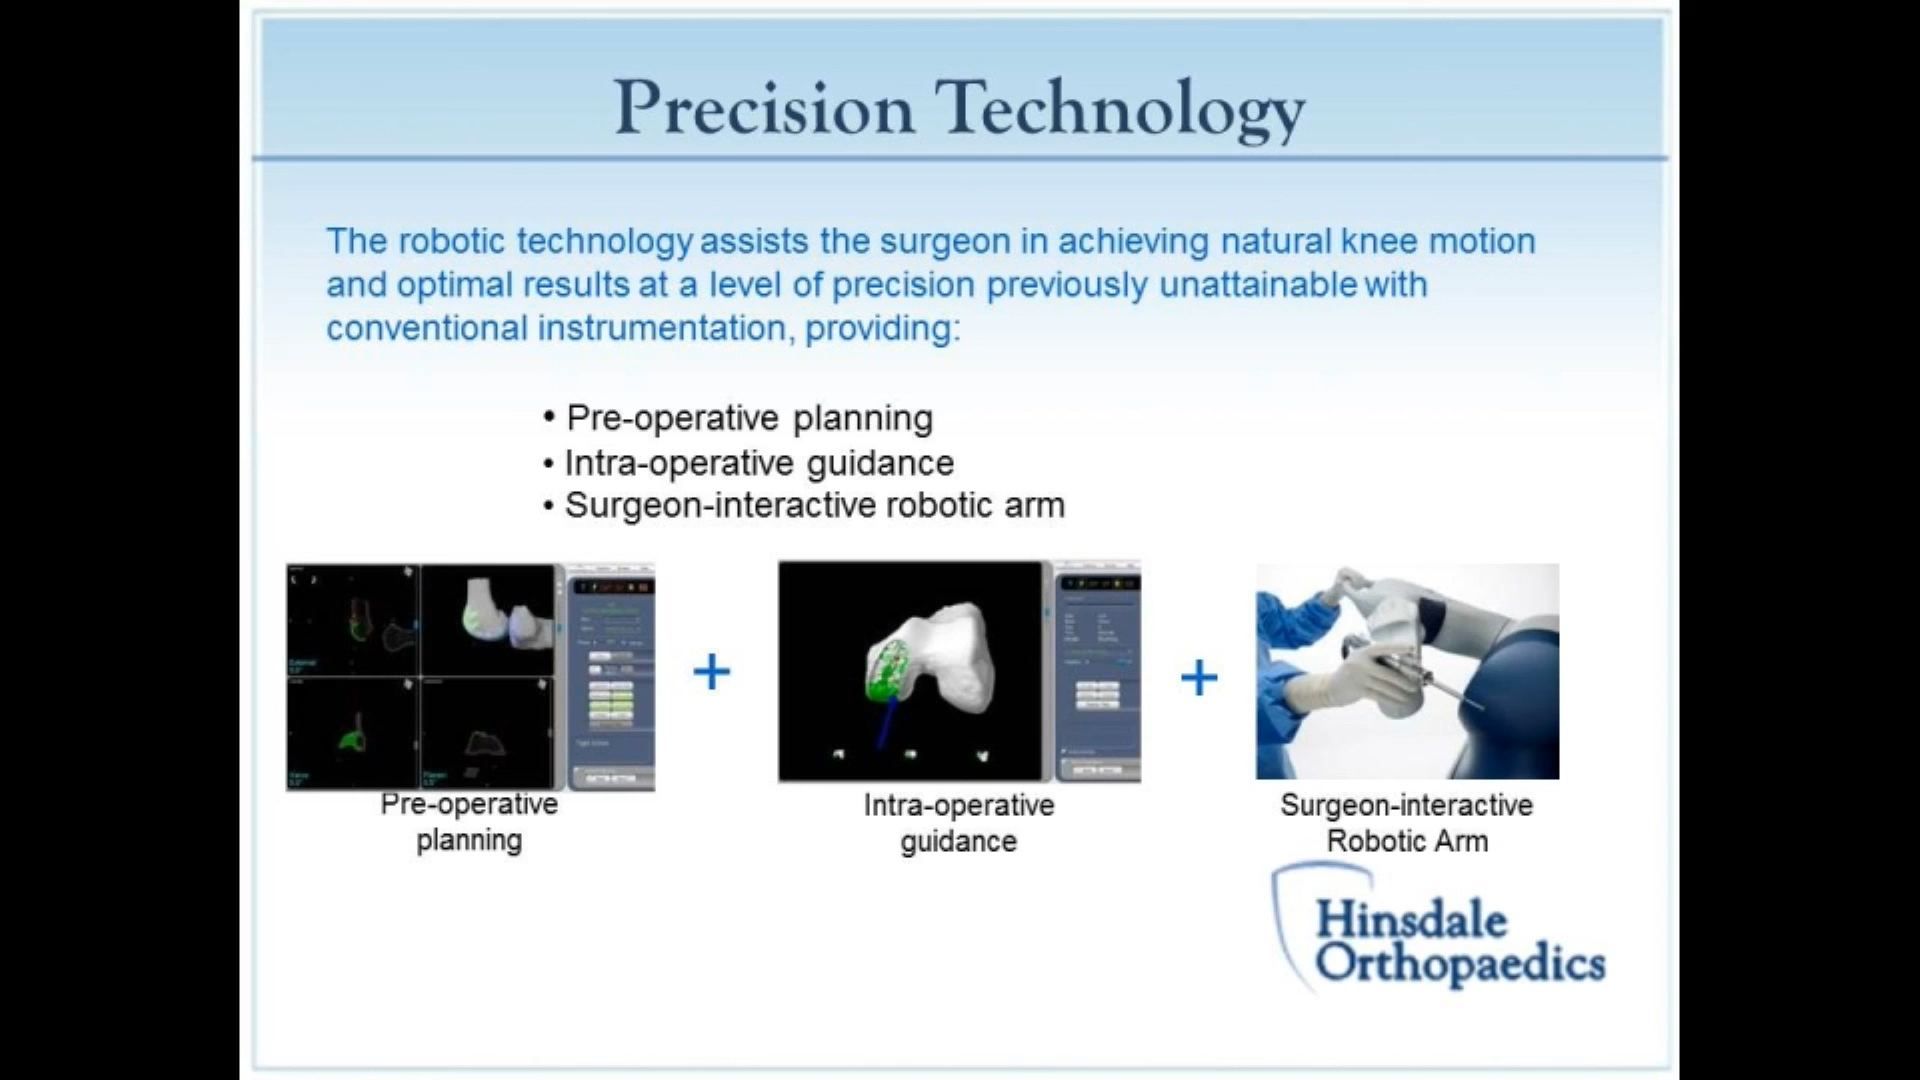 Precision Technology
The robotic technology assists the surgeon in achieving natural knee motion
and optimal results at a level of precision previously unattainable with
conventional instrumentation, providing:
• Pre-operative planning
• Intra-operative guidance
• Surgeon-interactive robotic arm
+
+
Pre-operative
planning
Intra-operative
guidance
Surgeon-interactive
Robotic Arm
Hinsdale
Orthopaedics